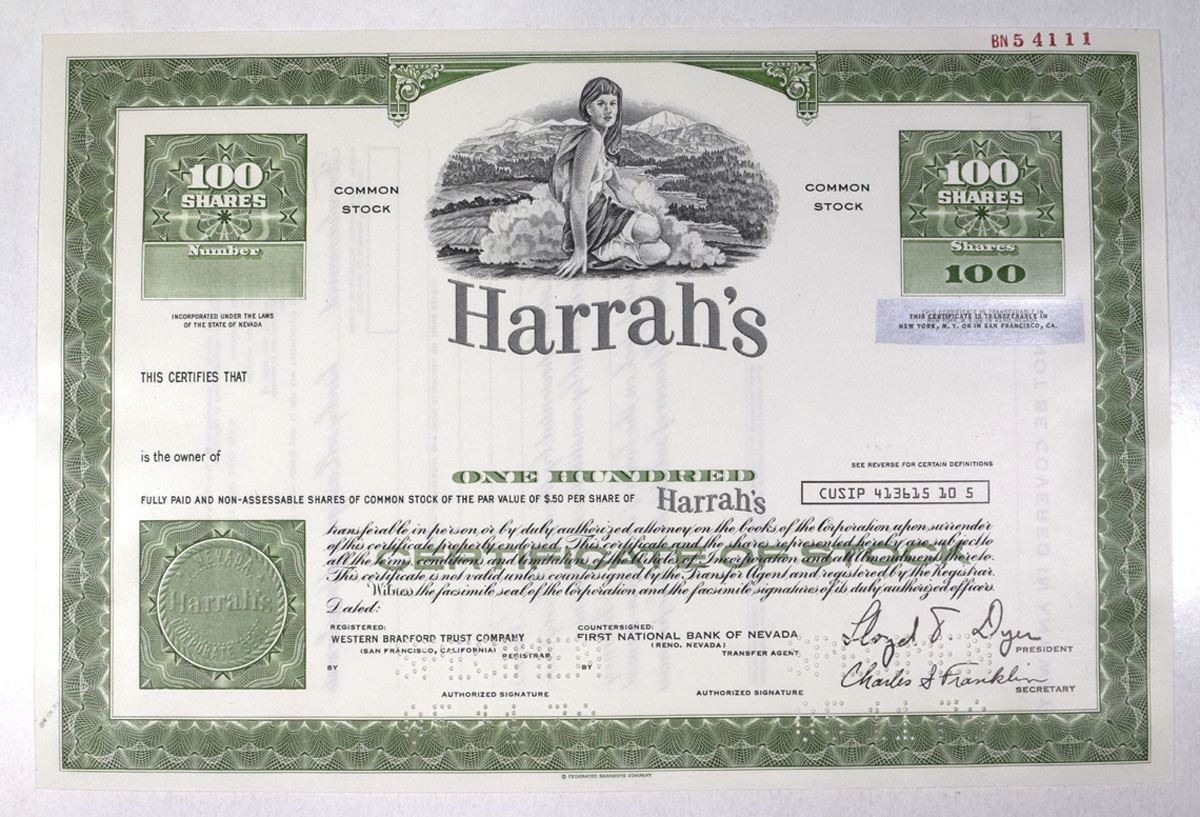 BN 54111
100
SHARES
Number
COMMON
STOCK
COMMON
STOCK
100
SHARES
Shares
100
INCORPORATED UNDER THE LAWS
OF THE STATE OF NEVADA
Harrah's
THIS CERTIFICATE IS TRANSFERABLE IN
NEW YORK, N. Y. OR IN SAN FRANCISCO, CA.
THIS CERTIFIES THAT
is the owner of
SEE REVERSE FOR CERTAIN DEFINITIONS
ONE HUNDRED
FULLY PAID AND NON-ASSESSABLE SHARES OF COMMON STOCK OF THE PAR VALUE OF $.50 PER SHARE OF Harrah's
CUSIP 413615 10 5
transferable in person or by duly authorized attorney on the books of the Corporation upon surrender
of this certificate properly endorsed. This certificate and the shares represented hereby are subject to
all the terms, conditions and limitations of the Articles of Incorporation and all Amendments thereto.
This certificate is not valid unless countersigned by the Transfer Agent and registered by the Registrar.
Witness the facsimile seal of the Corporation and the facsimile signatures of its duly authorized officers.
CERTIFICATE OF STOCK
Dated:
NEVADA
Harrah's
CORPORATE SEAL
REGISTERED:
WESTERN BRADFORD TRUST COMPANY
(SAN FRANCISCO, CALIFORNIA)
REGISTRAR
BY
AUTHORIZED SIGNATURE
COUNTERSIGNED:
FIRST NATIONAL BANK OF NEVADA
(RENO, NEVADA)
TRANSFER AGENT
BY
AUTHORIZED SIGNATURE
Lloyd T. Dyer
PRESIDENT
Charles S Franklin
SECRETARY
© FEDERATED BANKNOTE COMPANY